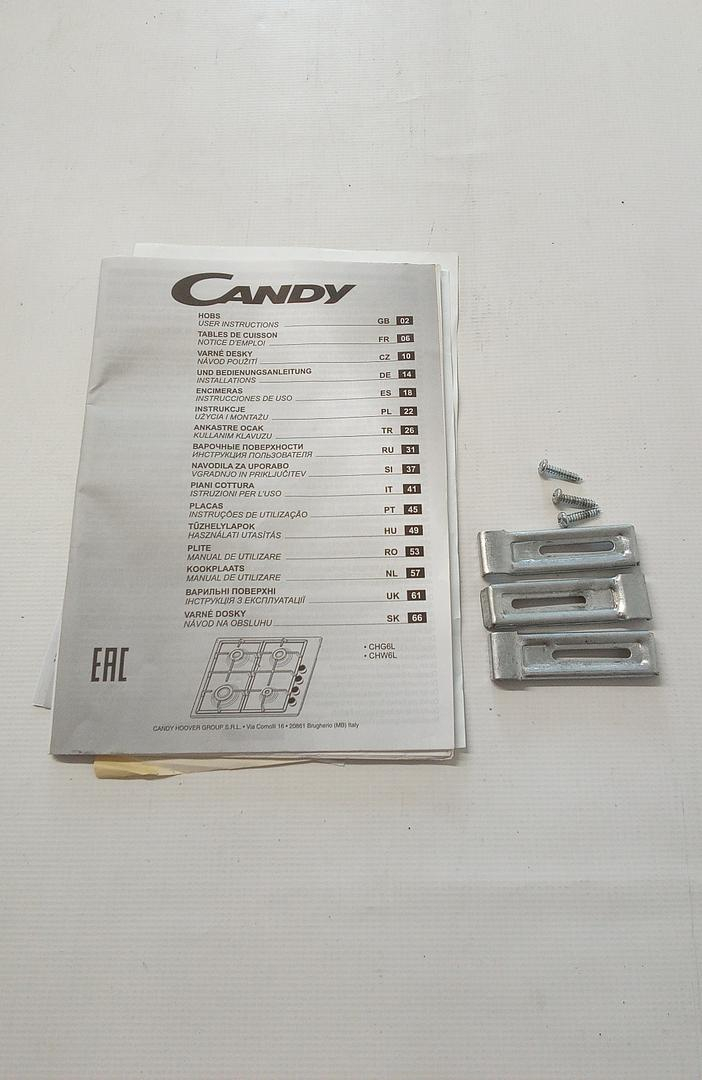 CANDY
HOBS
USER INSTRUCTIONS GB 02
TABLES DE CUISSON
NOTICE D'EMPLOI FR 06
VARNÉ DESKY
NÁVOD POUŽITÍ CZ 10
UND BEDIENUNGSANLEITUNG
INSTALLATIONS DE 14
ENCIMERAS
INSTRUCCIONES DE USO ES 18
INSTRUKCJE
UŻYCIA I MONTAŻU PL 22
ANKASTRE OCAK
KULLANIM KLAVUZU TR 26
ВАРОЧНЫЕ ПОВЕРХНОСТИ
ИНСТРУКЦИЯ ПОЛЬЗОВАТЕЛЯ RU 31
NAVODILA ZA UPORABO
VGRADNJO IN PRIKLJUČITEV SI 37
PIANI COTTURA
ISTRUZIONI PER L'USO IT 41
PLACAS
INSTRUÇÕES DE UTILIZAÇÃO PT 45
TŰZHELYLAPOK
HASZNÁLATI UTASÍTÁS HU 49
PLITE
MANUAL DE UTILIZARE RO 53
KOOKPLAATS
MANUAL DE UTILIZARE NL 57
ВАРИЛЬНІ ПОВЕРХНІ
ІНСТРУКЦІЯ З ЕКСПЛУАТАЦІЇ UK 61
VARNÉ DOSKY
NÁVOD NA OBSLUHU SK 66
EAC
• CHG6L
• CHW6L
CANDY HOOVER GROUP S.R.L. • Via Comolli 16 • 20861 Brugherio (MB) Italy